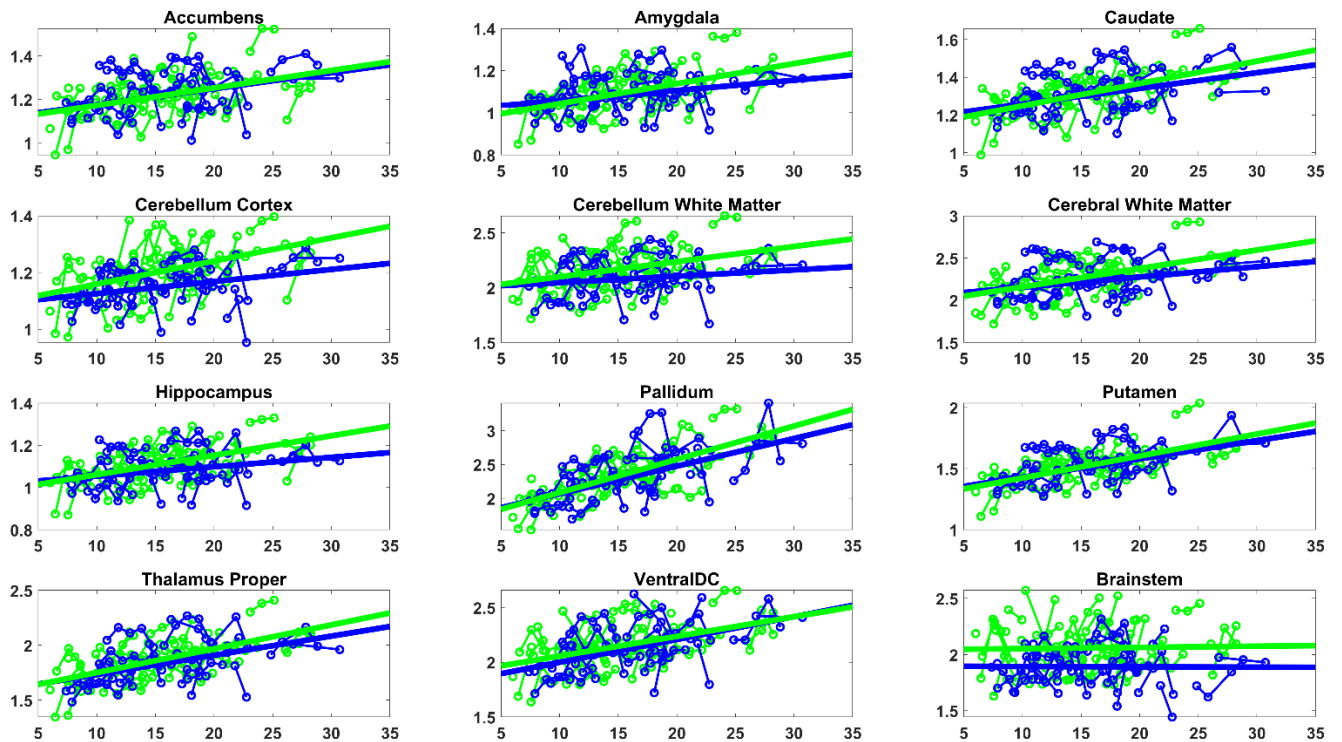 Accumbens Amygdala Caudate
1.4 1.4 1.6
1.2 1.2 1.4
1 1 1.2
0.8 1
5 10 15 20 25 30 35 5 10 15 20 25 30 35 5 10 15 20 25 30 35
Cerebellum Cortex Cerebellum White Matter Cerebral White Matter
1.4 3
2.5 2.5
1.2 2 2
1
1.5 1.5
5 10 15 20 25 30 35 5 10 15 20 25 30 35 5 10 15 20 25 30 35
Hippocampus Pallidum Putamen
1.4 2
1.2 3
1 2 1.5
0.8 1
5 10 15 20 25 30 35 5 10 15 20 25 30 35 5 10 15 20 25 30 35
Thalamus Proper VentralDC Brainstem
2.5 2.5 2.5
2 2 2
1.5 1.5 1.5
5 10 15 20 25 30 35 5 10 15 20 25 30 35 5 10 15 20 25 30 35